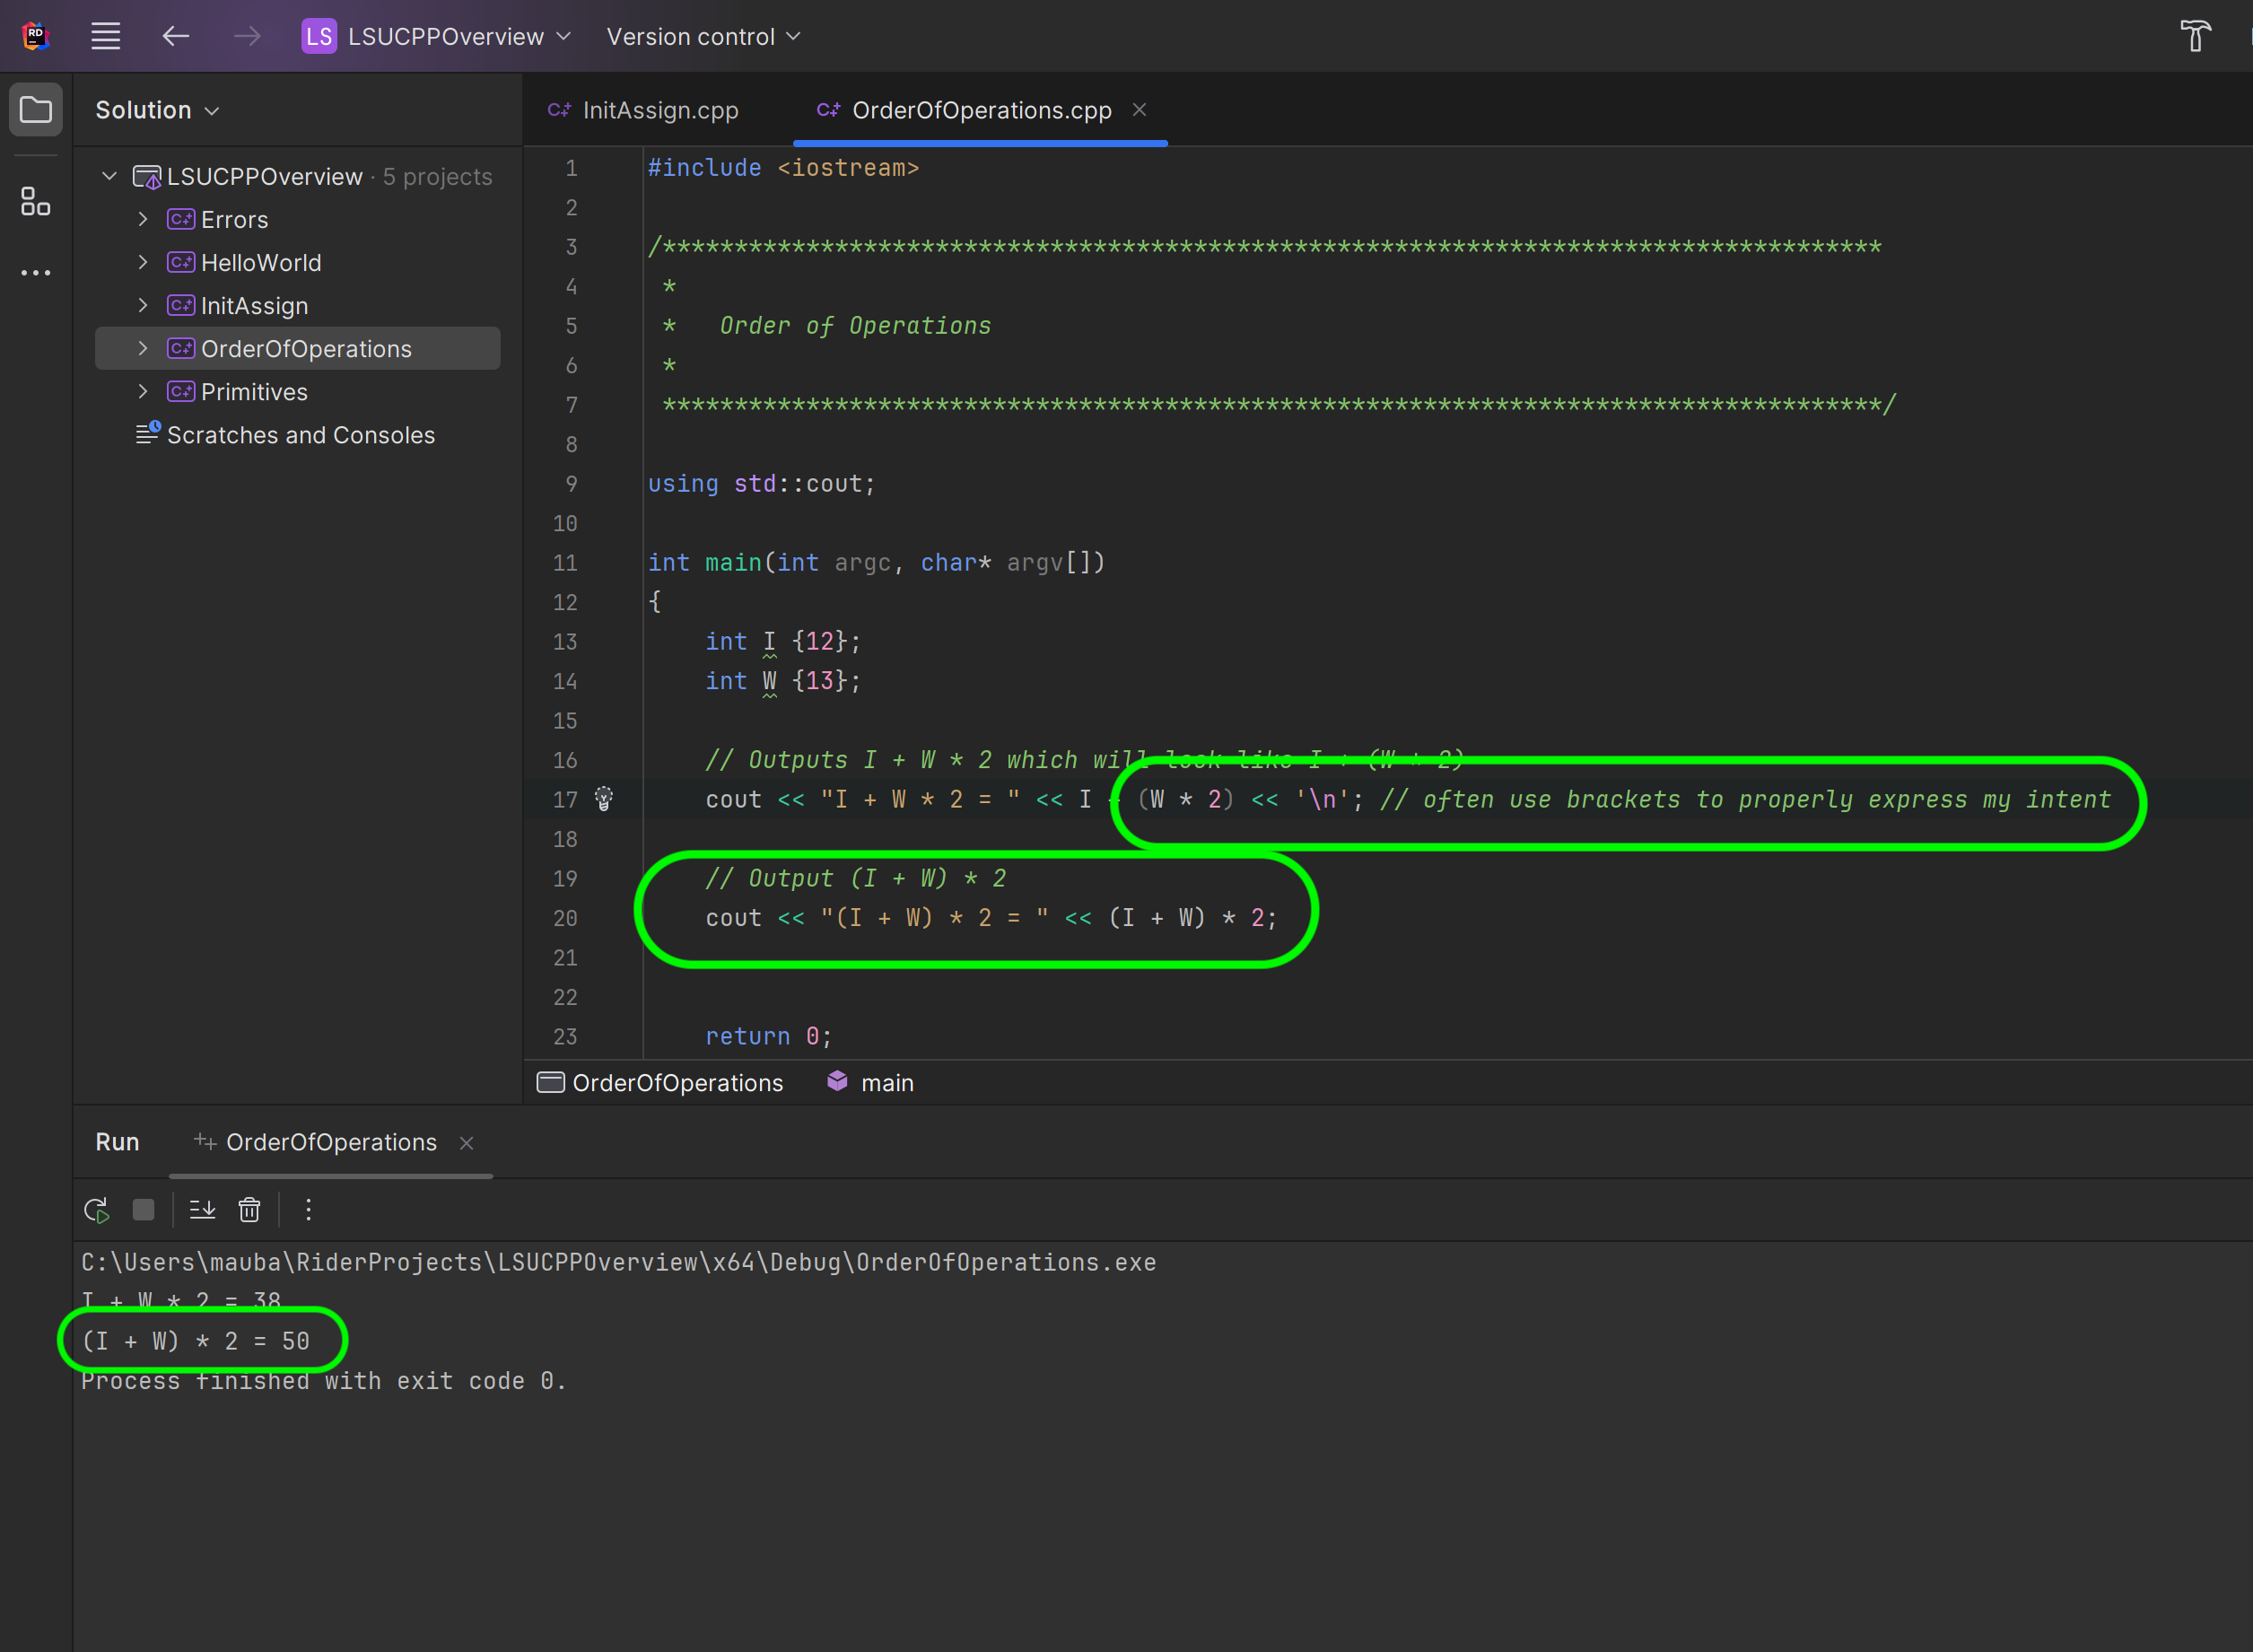 RD
LS LSUCPPOverview Version control
Solution
InitAssign.cpp OrderOfOperations.cpp
LSUCPPOverview · 5 projects
Errors
HelloWorld
InitAssign
OrderOfOperations
Primitives
Scratches and Consoles
1 #include <iostream>
2
3 /*************************************************************************************
4 *
5 * Order of Operations
6 *
7 *************************************************************************************/
8
9 using std::cout;
10
11 int main(int argc, char* argv[])
12 {
13 int I {12};
14 int W {13};
15
16 // Outputs I + W * 2 which will look like I + (W * 2)
17 cout << "I + W * 2 = " << I + (W * 2) << '\n'; // often use brackets to properly express my intent
18
19 // Output (I + W) * 2
20 cout << "(I + W) * 2 = " << (I + W) * 2;
21
22
23 return 0;
OrderOfOperations main
Run OrderOfOperations
C:\Users\mauba\RiderProjects\LSUCPPOverview\x64\Debug\OrderOfOperations.exe
I + W * 2 = 38
(I + W) * 2 = 50
Process finished with exit code 0.